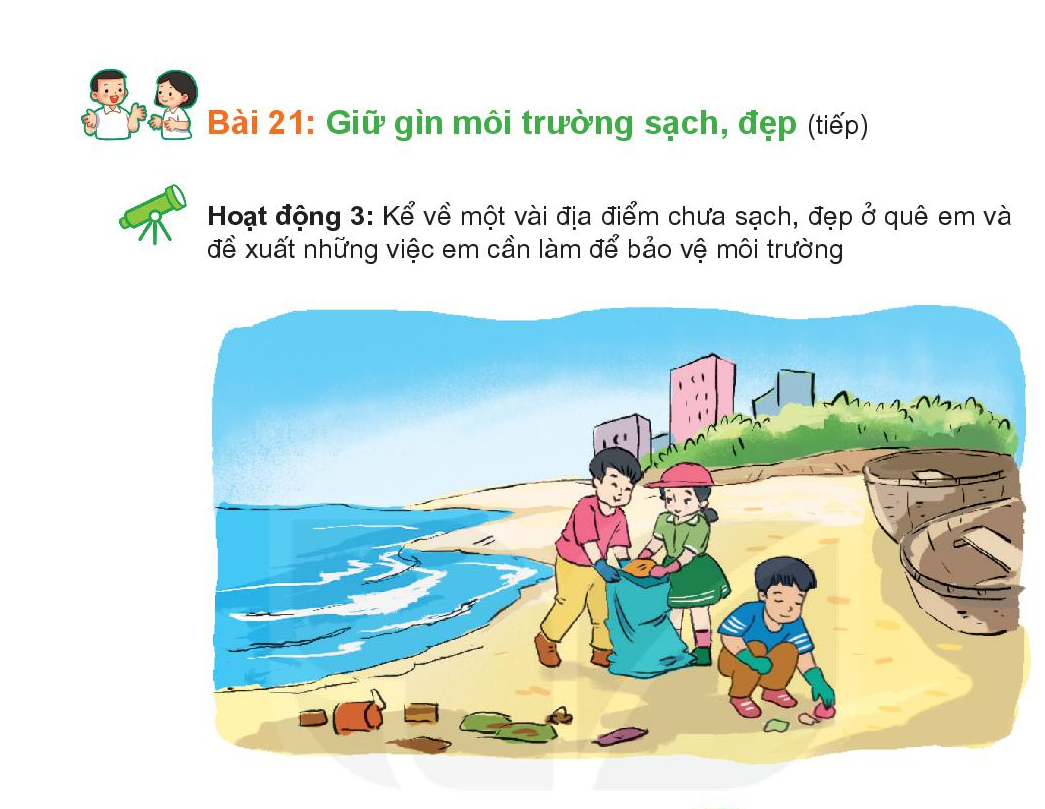 Bài 21: Giữ gìn môi trường sạch, đẹp (tiếp)
Hoạt động 3: Kể về một vài địa điểm chưa sạch, đẹp ở quê em và
đề xuất những việc em cần làm để bảo vệ môi trường